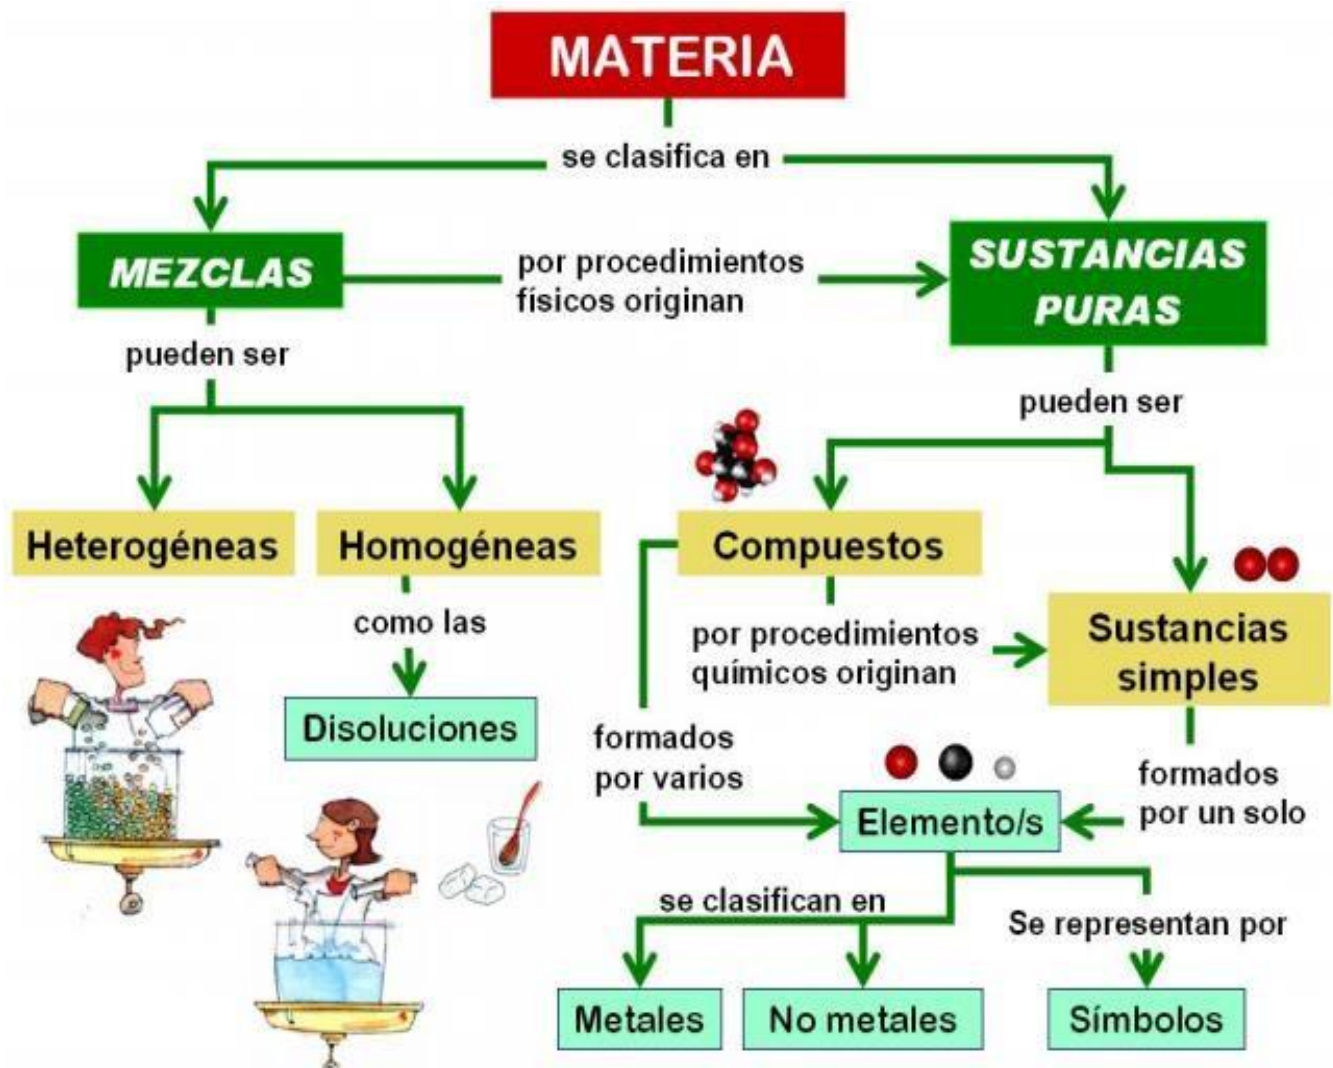 MATERIA
se clasifica en
MEZCLAS
por procedimientos
físicos originan
SUSTANCIAS
PURAS
pueden ser
pueden ser
Heterogéneas
Homogéneas
Compuestos
como las
por procedimientos
químicos originan
Sustancias
simples
Disoluciones
formados
por varios
formados
por un solo
Elemento/s
se clasifican en
Se representan por
Metales
No metales
Símbolos